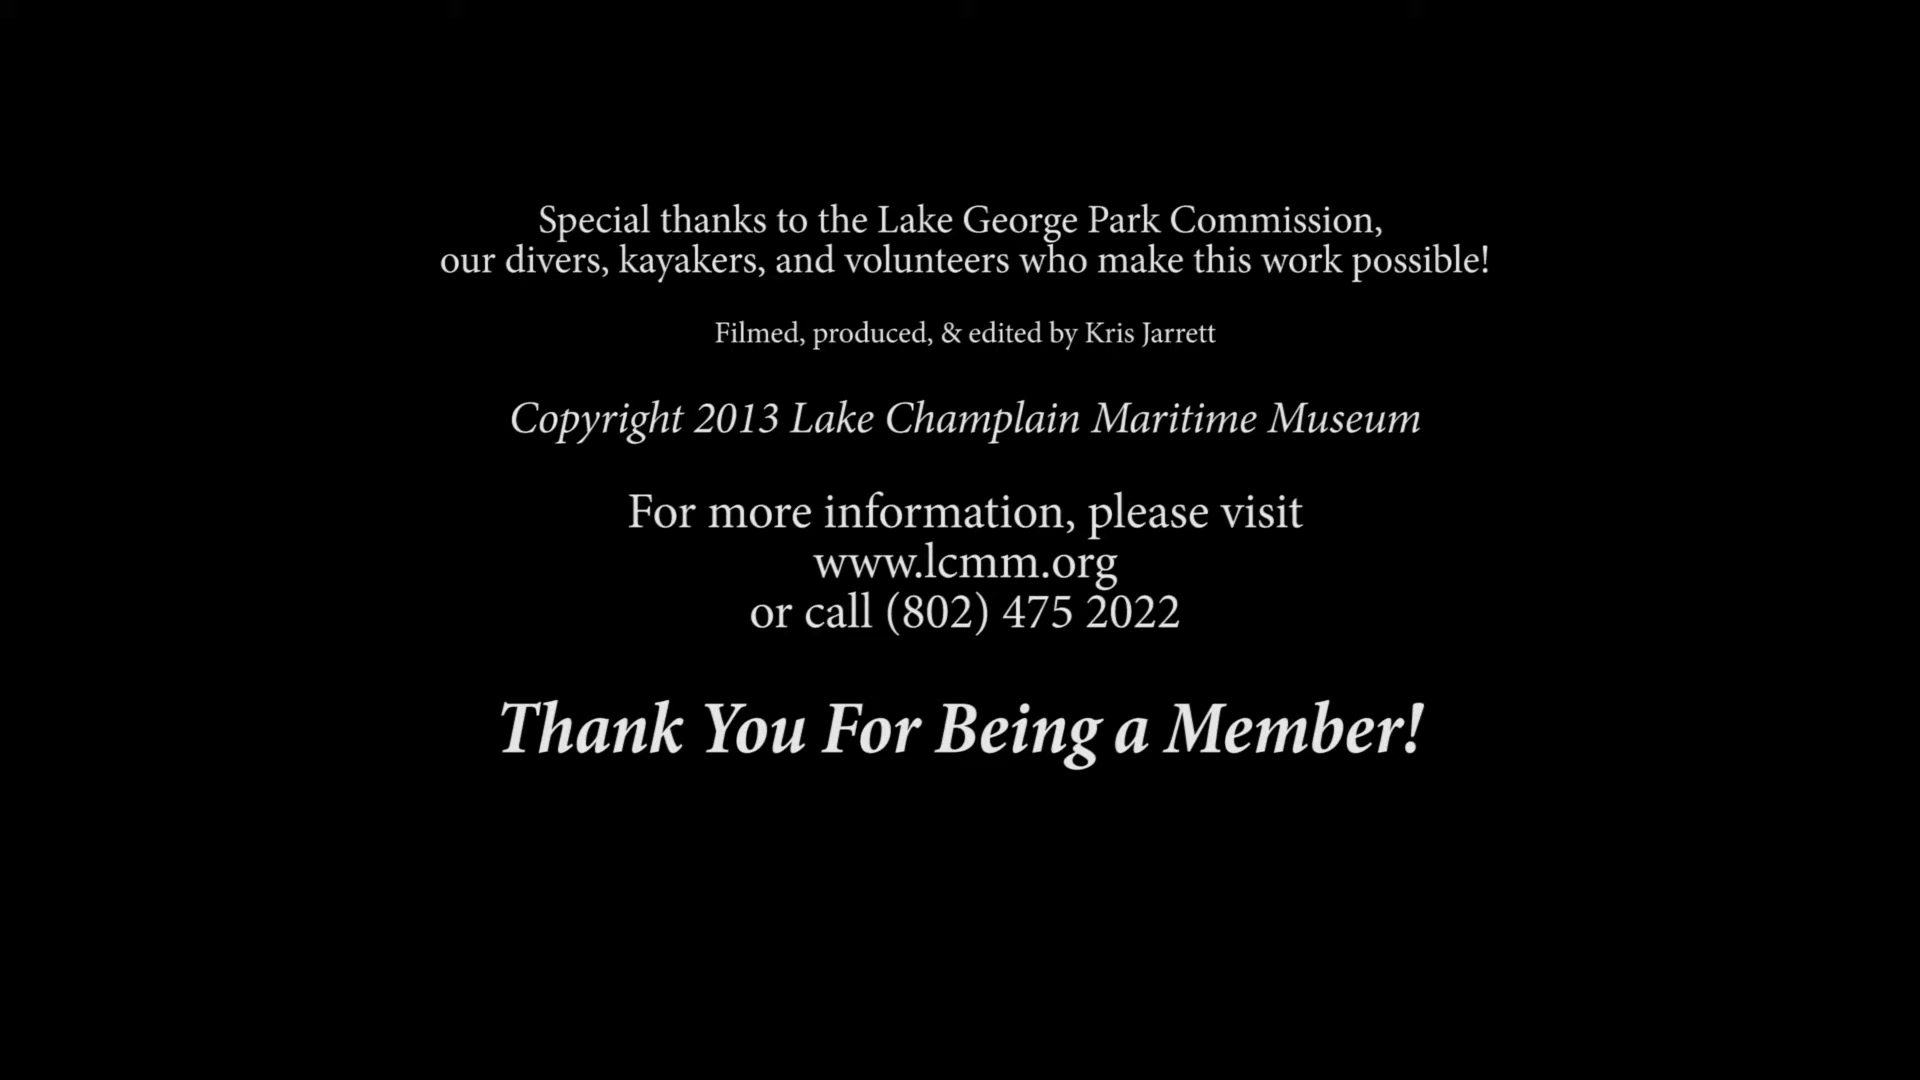 Special thanks to the Lake George Park Commission,
our divers, kayakers, and volunteers who make this work possible!
Filmed, produced, & edited by Kris Jarrett
Copyright 2013 Lake Champlain Maritime Museum
For more information, please visit
www.lcmm.org
or call (802) 475 2022
Thank You For Being a Member!